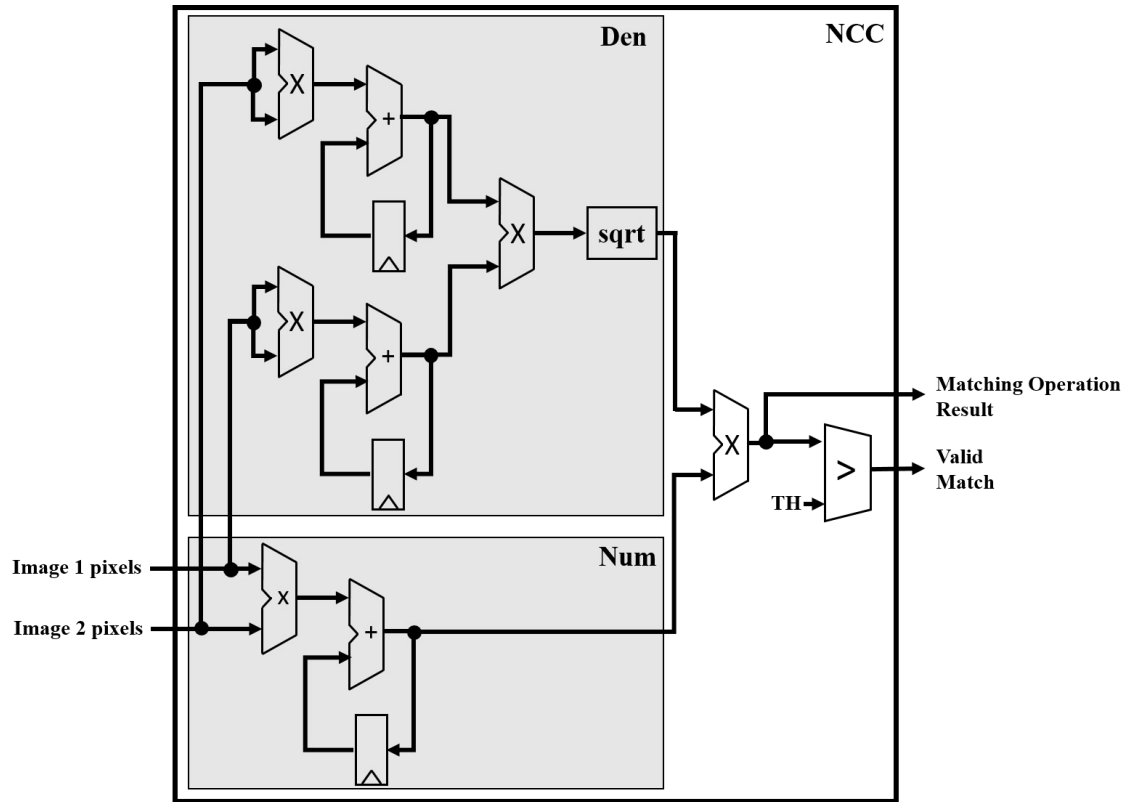 Den
NCC
X
+
X
sqrt
X
+
Matching Operation
Result
X
>
Valid
Match
TH
Num
Image 1 pixels
x
Image 2 pixels
+